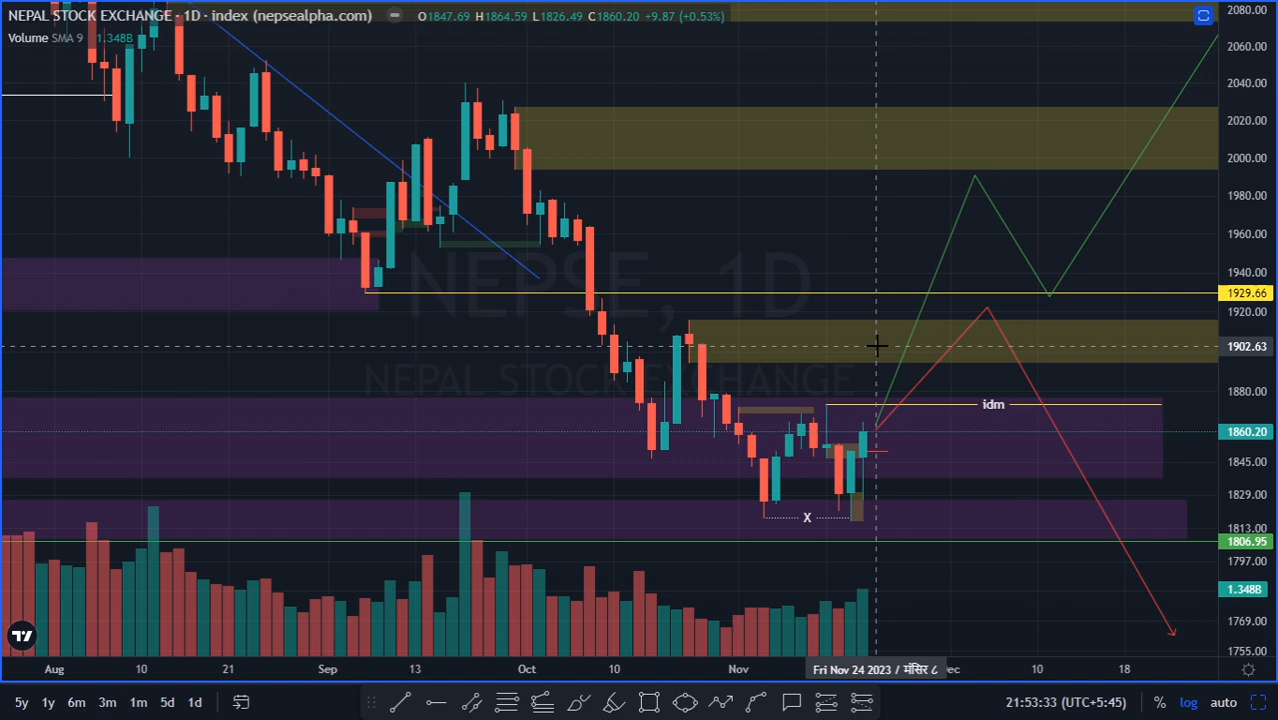 NEPAL STOCK EXCHANGE · 1D · index (nepsealpha.com) O1847.69 H1864.59 L1826.49 C1860.20 +9.87 (+0.53%)
Volume SMA 9 1.348B
NEPSE, 1D
NEPAL STOCK EXCHANGE
idm
X
2080.00
2060.00
2040.00
2020.00
2000.00
1980.00
1960.00
1940.00
1929.66
1920.00
1902.63
1880.00
1860.20
1845.00
1829.00
1813.00
1806.95
1797.00
1.348B
1769.00
1755.00
Aug 10 21 Sep 13 Oct 10 Nov Fri Nov 24 2023 / मंसिर ८ ec 10 18
5y 1y 6m 3m 1m 5d 1d 21:53:33 (UTC+5:45) % log auto